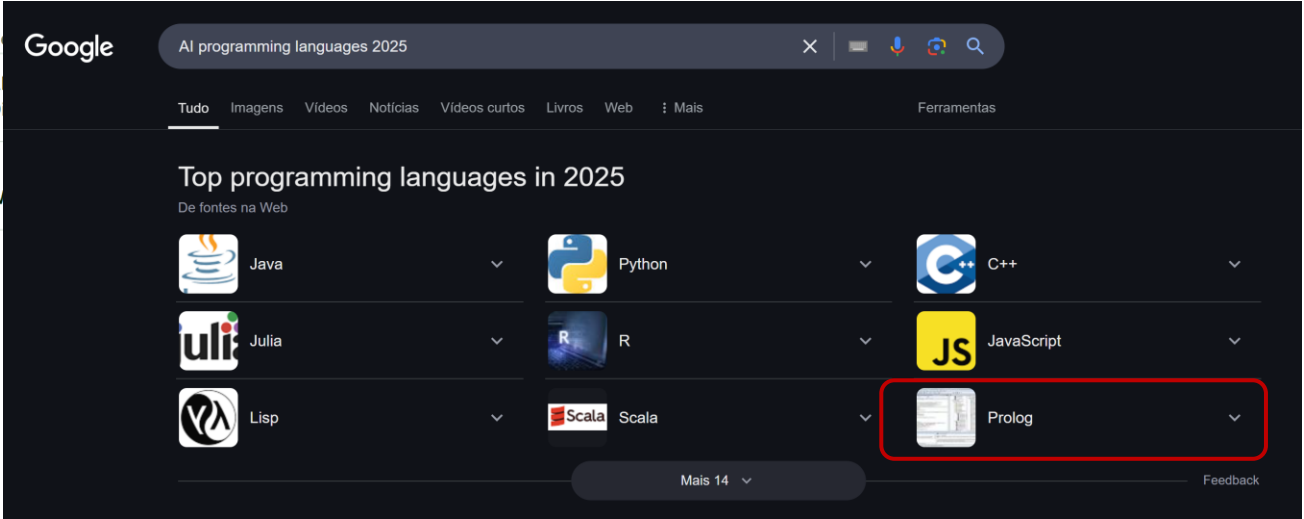 Google
AI programming languages 2025
Tudo Imagens Vídeos Notícias Vídeos curtos Livros Web Mais Ferramentas
Top programming languages in 2025
De fontes na Web
Java Python C++
Julia R JavaScript
Lisp Scala Prolog
Mais 14
Feedback